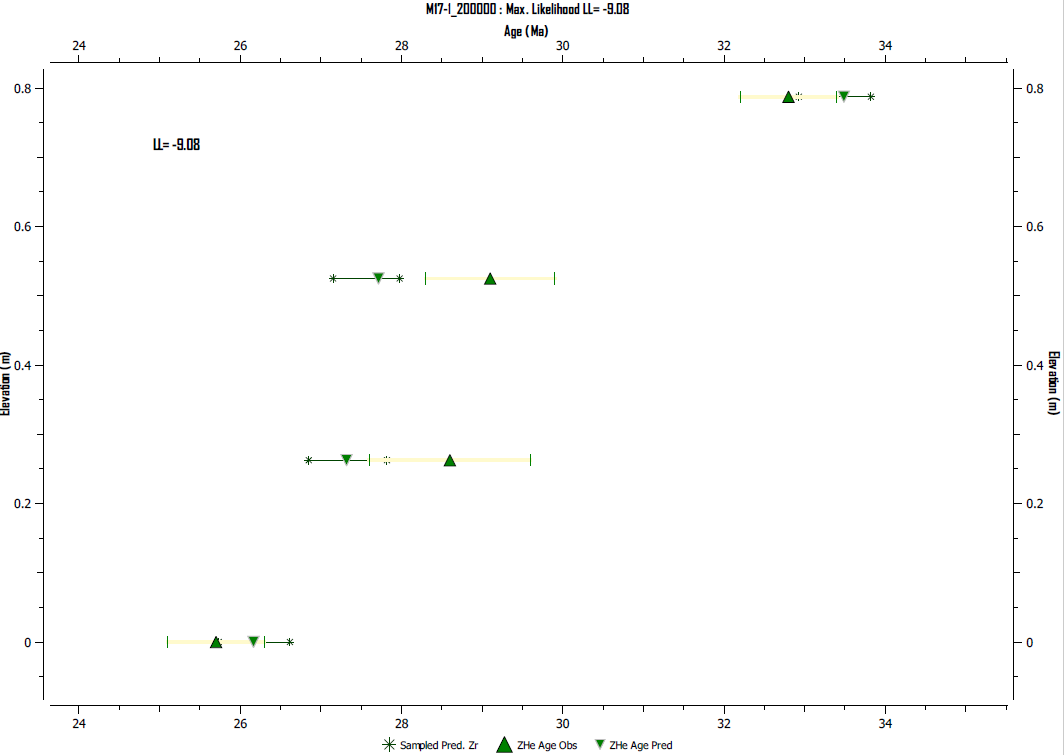 M17-I_200000 : Max. Likelihood LL= -9.08
Age (Ma)
24 26 28 30 32 34
0.8 0.8
LL= -9.08
0.6 0.6
Elevation (m) 0.4 0.4 Elevation (m)
0.2 0.2
0 0
24 26 28 30 32 34
Sampled Pred. Zr ZHe Age Obs ZHe Age Pred